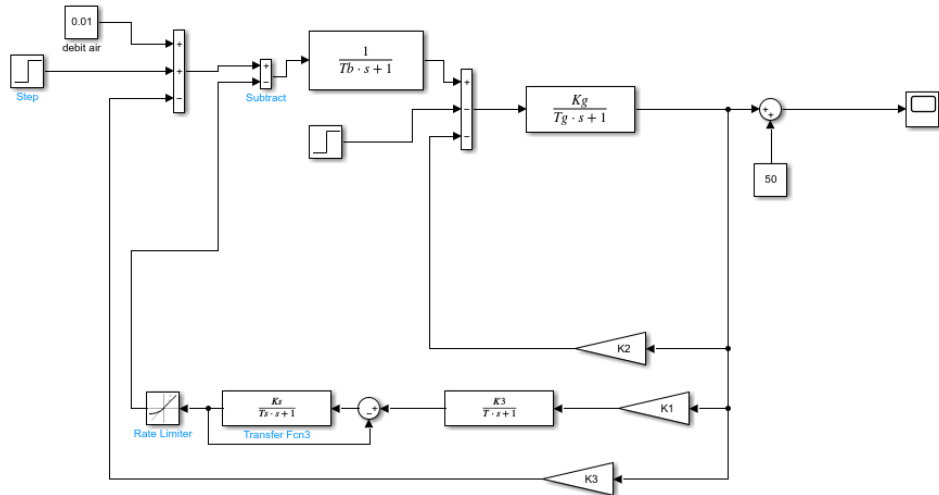 0.01
debit air
Step
+
+
−
+
−
Subtract
1
Tb · s + 1
+
−
−
Kg
Tg · s + 1
+
+
50
K2
K1
K3
T · s + 1
−
+
Ks
Ts · s + 1
Transfer Fcn3
Rate Limiter
K3